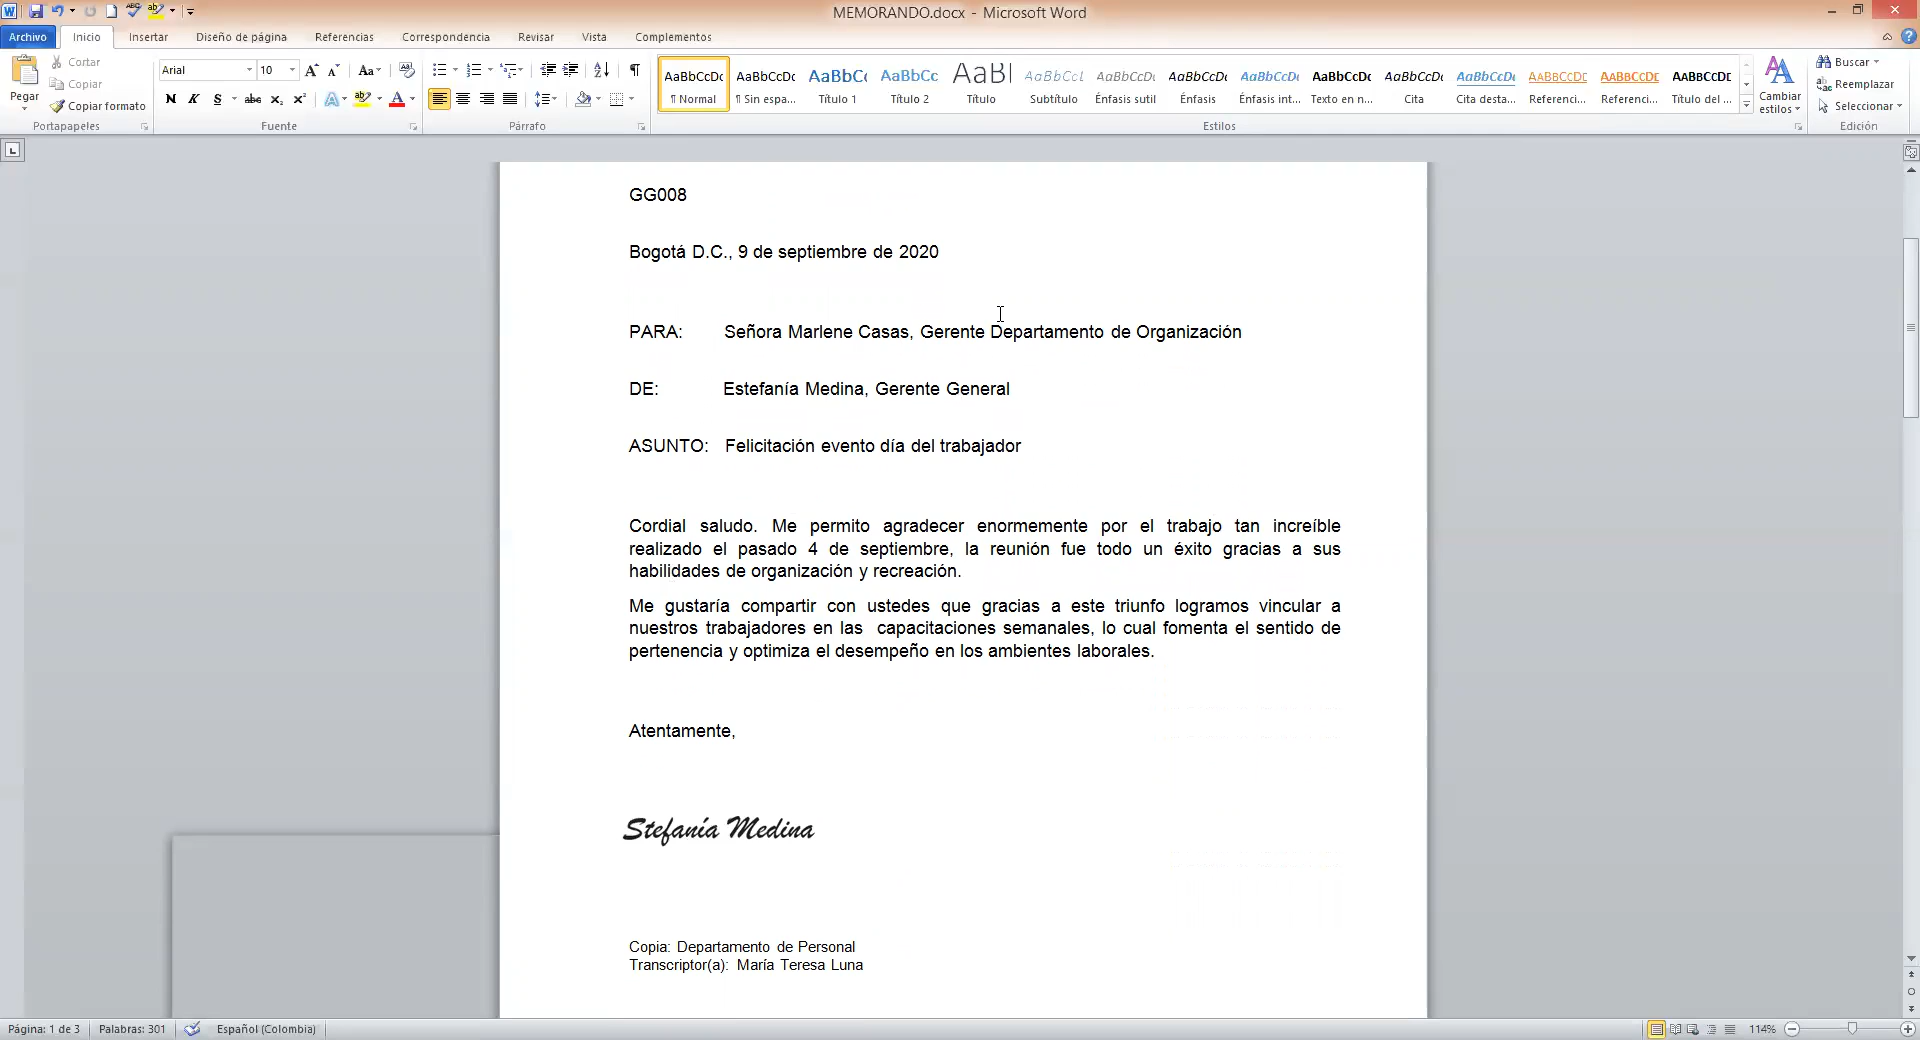 MEMORANDO.docx - Microsoft Word
Archivo Inicio Insertar Diseño de página Referencias Correspondencia Revisar Vista Complementos
Pegar
Cortar
Copiar
Copiar formato
Portapapeles
Arial 10
Fuente
Párrafo
AaBbCcDc AaBbCcDc AaBbC AaBbCc AaBl AaBbCcI AaBbCcDc AaBbCcDc AaBbCcDc AaBbCcDc AaBbCcDc AaBbCcDc AABBCCDC AABBCCDC AABBCCDC
¶ Normal ¶ Sin espa... Título 1 Título 2 Título Subtítulo Énfasis sutil Énfasis Énfasis int... Texto en n... Cita Cita desta... Referenci... Referenci... Título del ...
Estilos
Cambiar estilos
Buscar
Reemplazar
Seleccionar
Edición
GG008
Bogotá D.C., 9 de septiembre de 2020
PARA: Señora Marlene Casas, Gerente Departamento de Organización
DE: Estefanía Medina, Gerente General
ASUNTO: Felicitación evento día del trabajador
Cordial saludo. Me permito agradecer enormemente por el trabajo tan increíble
realizado el pasado 4 de septiembre, la reunión fue todo un éxito gracias a sus
habilidades de organización y recreación.
Me gustaría compartir con ustedes que gracias a este triunfo logramos vincular a
nuestros trabajadores en las capacitaciones semanales, lo cual fomenta el sentido de
pertenencia y optimiza el desempeño en los ambientes laborales.
Atentamente,
Stefanía Medina
Copia: Departamento de Personal
Transcriptor(a): María Teresa Luna
Página: 1 de 3 Palabras: 301 Español (Colombia) 114%